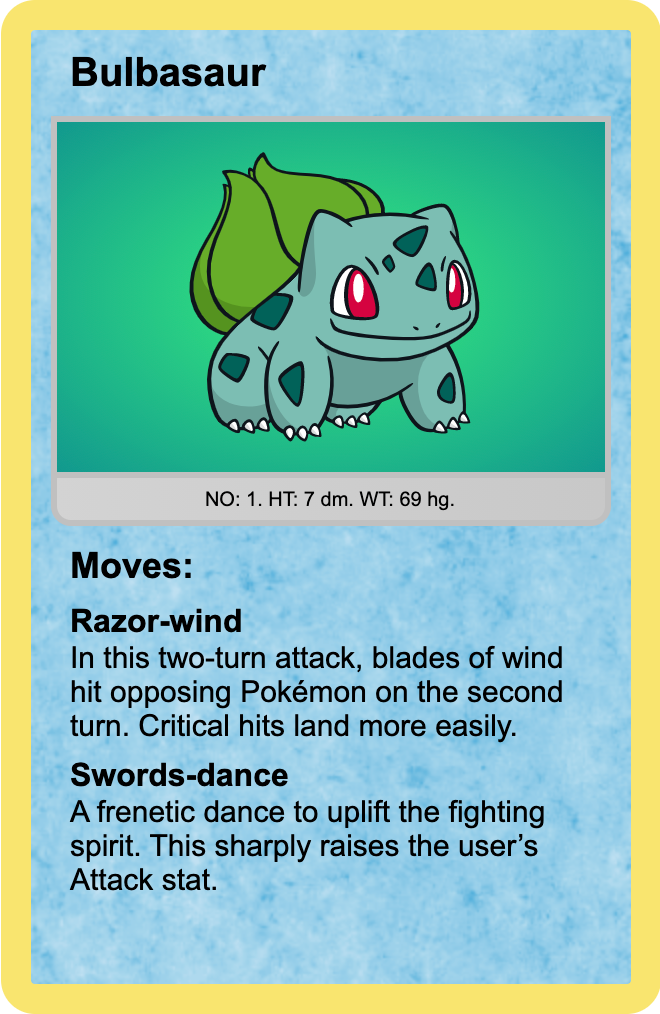 Bulbasaur
NO: 1. HT: 7 dm. WT: 69 hg.
Moves:
Razor-wind
In this two-turn attack, blades of wind
hit opposing Pokémon on the second
turn. Critical hits land more easily.
Swords-dance
A frenetic dance to uplift the fighting
spirit. This sharply raises the user’s
Attack stat.